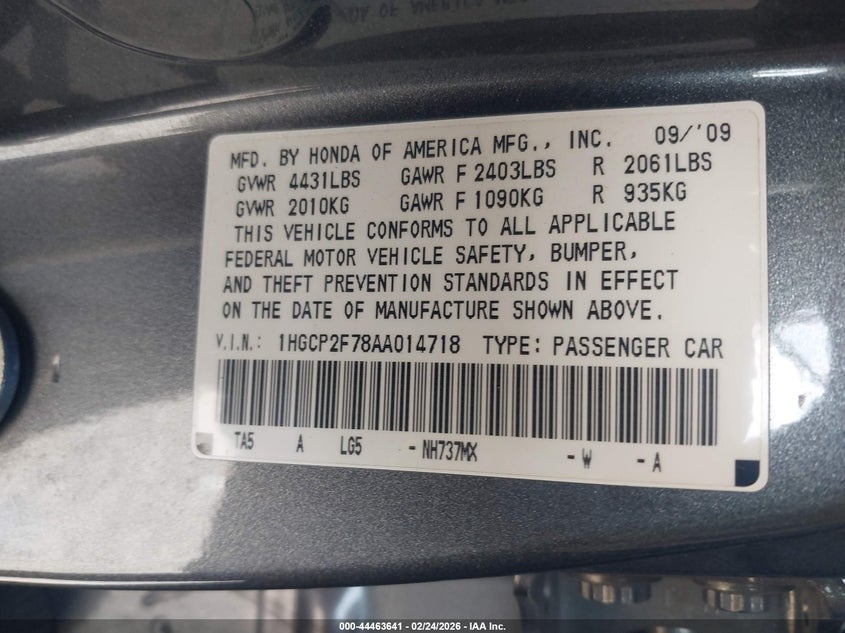 MFD. BY HONDA OF AMERICA MFG., INC. 09/'09
GVWR 4431LBS GAWR F 2403LBS R 2061LBS
GVWR 2010KG GAWR F 1090KG R 935KG
THIS VEHICLE CONFORMS TO ALL APPLICABLE
FEDERAL MOTOR VEHICLE SAFETY, BUMPER,
AND THEFT PREVENTION STANDARDS IN EFFECT
ON THE DATE OF MANUFACTURE SHOWN ABOVE.
V.I.N.: 1HGCP2F78AA014718 TYPE: PASSENGER CAR
TA5 A LG5 -NH737MX -W -A
000-44463641 | 02/24/2026 - IAA Inc.